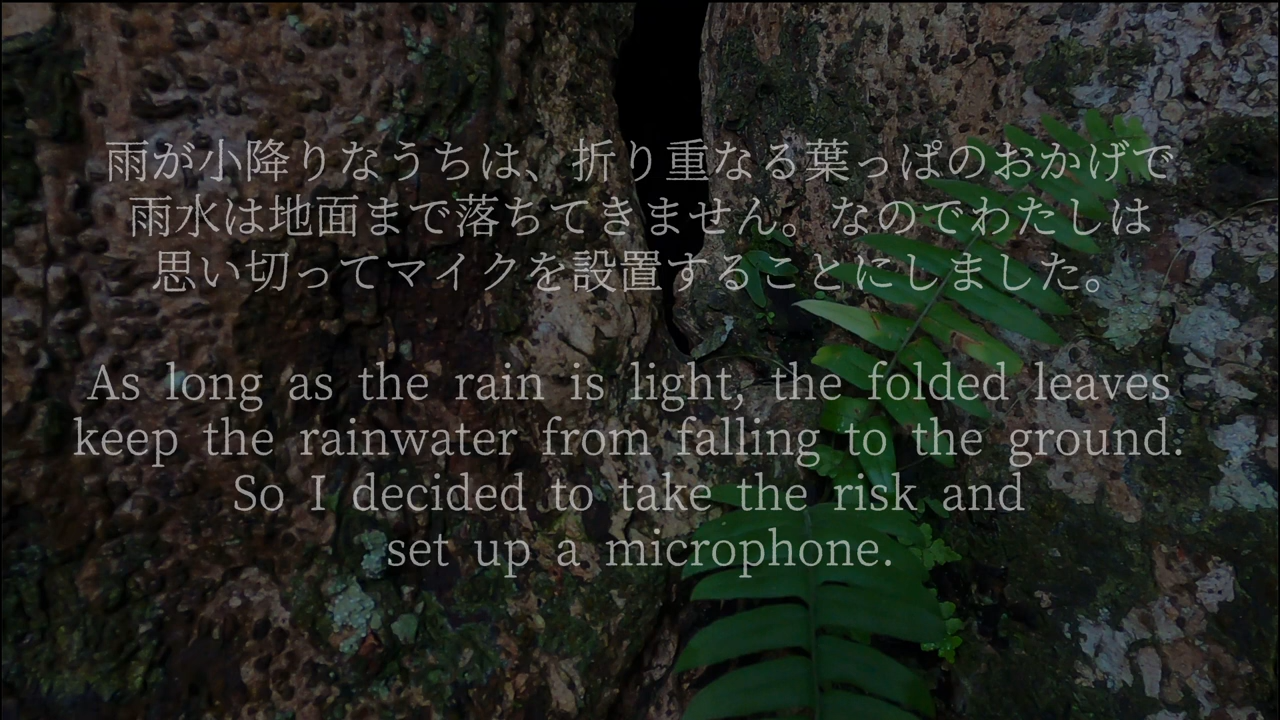 雨が小降りなうちは、折り重なる葉っぱのおかげで
雨水は地面まで落ちてきません。なのでわたしは
思い切ってマイクを設置することにしました。
As long as the rain is light, the folded leaves
keep the rainwater from falling to the ground.
So I decided to take the risk and
set up a microphone.